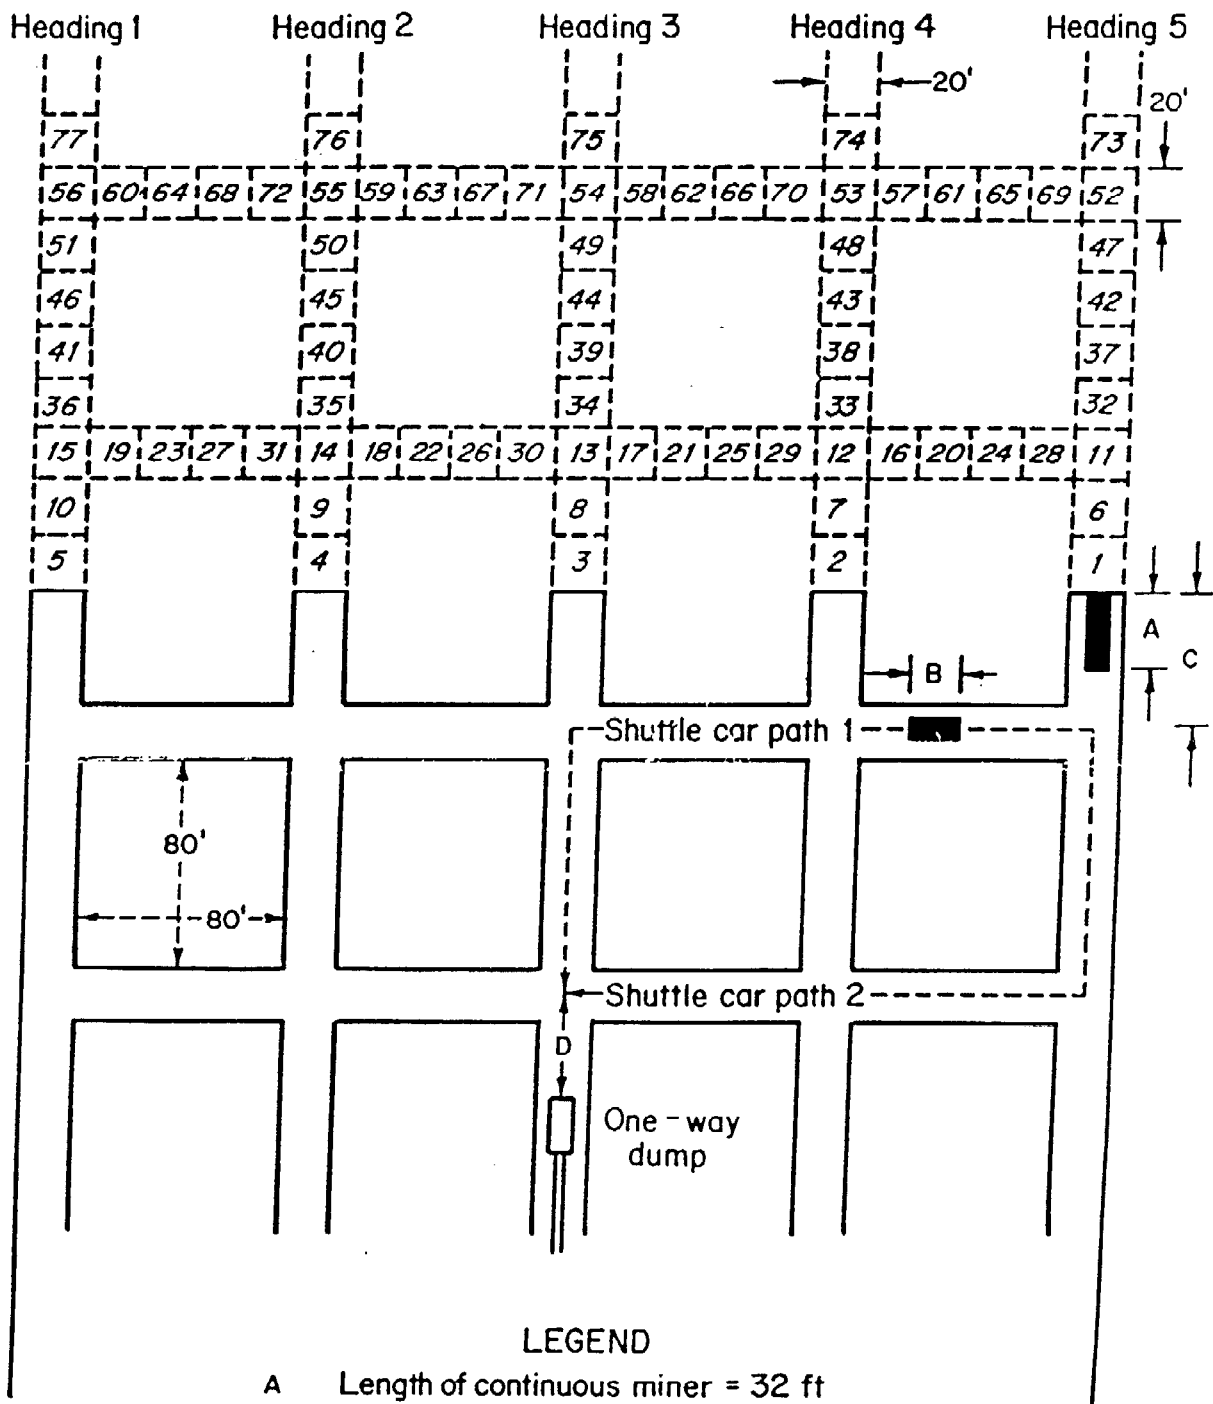 Heading 1 Heading 2 Heading 3 Heading 4 Heading 5
20'
20'
77 76 75 74 73
56 60 64 68 72 55 59 63 67 71 54 58 62 66 70 53 57 61 65 69 52
51 50 49 48 47
46 45 44 43 42
41 40 39 38 37
36 35 34 33 32
15 19 23 27 31 14 18 22 26 30 13 17 21 25 29 12 16 20 24 28 11
10 9 8 7 6
5 4 3 2 1
A
C
B
Shuttle car path 1
80'
80'
Shuttle car path 2
D
One-way
dump
LEGEND
A Length of continuous miner = 32 ft